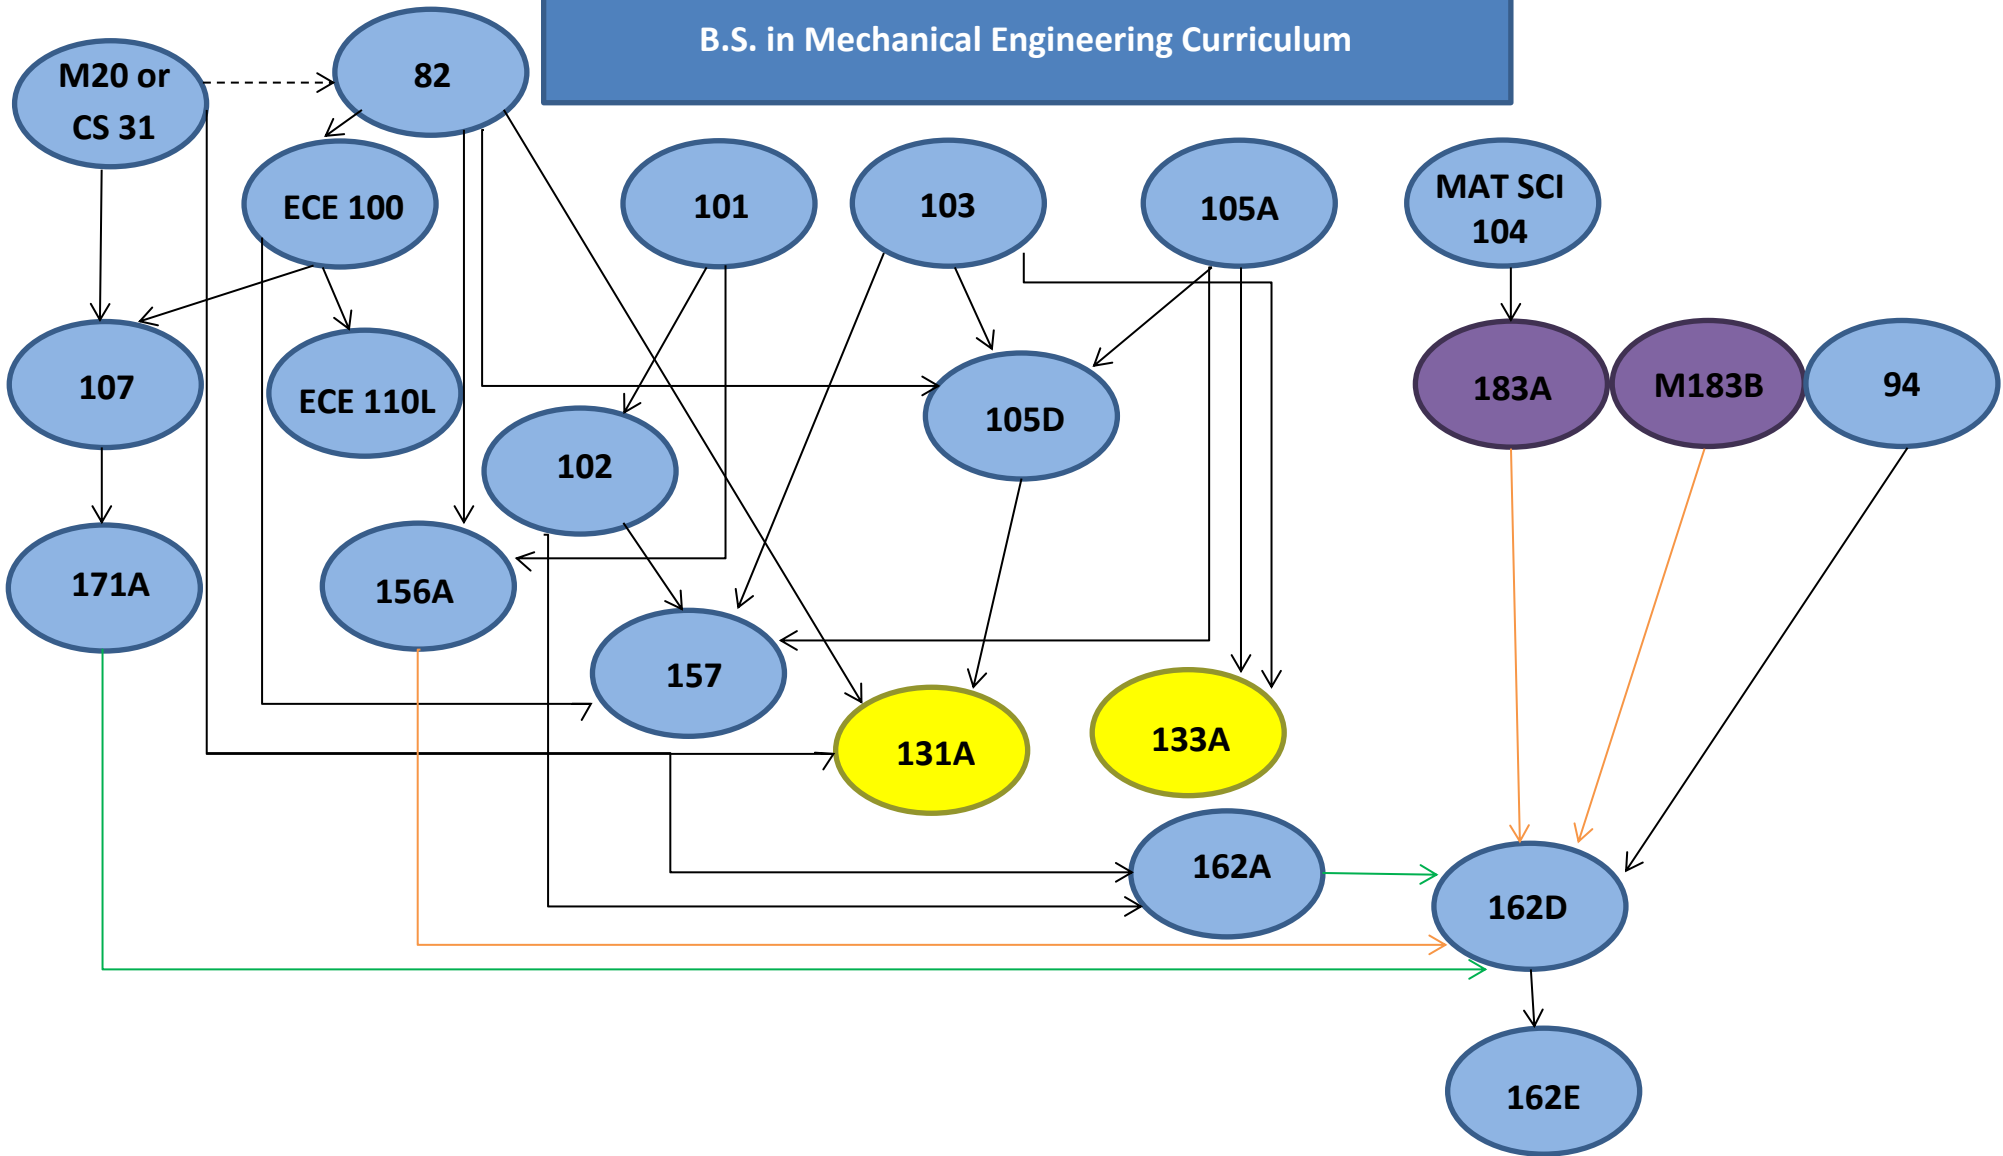 B.S. in Mechanical Engineering Curriculum
M20 or
CS 31
82
ECE 100
101
103
105A
MAT SCI
104
107
ECE 110L
102
105D
183A
M183B
94
171A
156A
157
131A
133A
162A
162D
162E